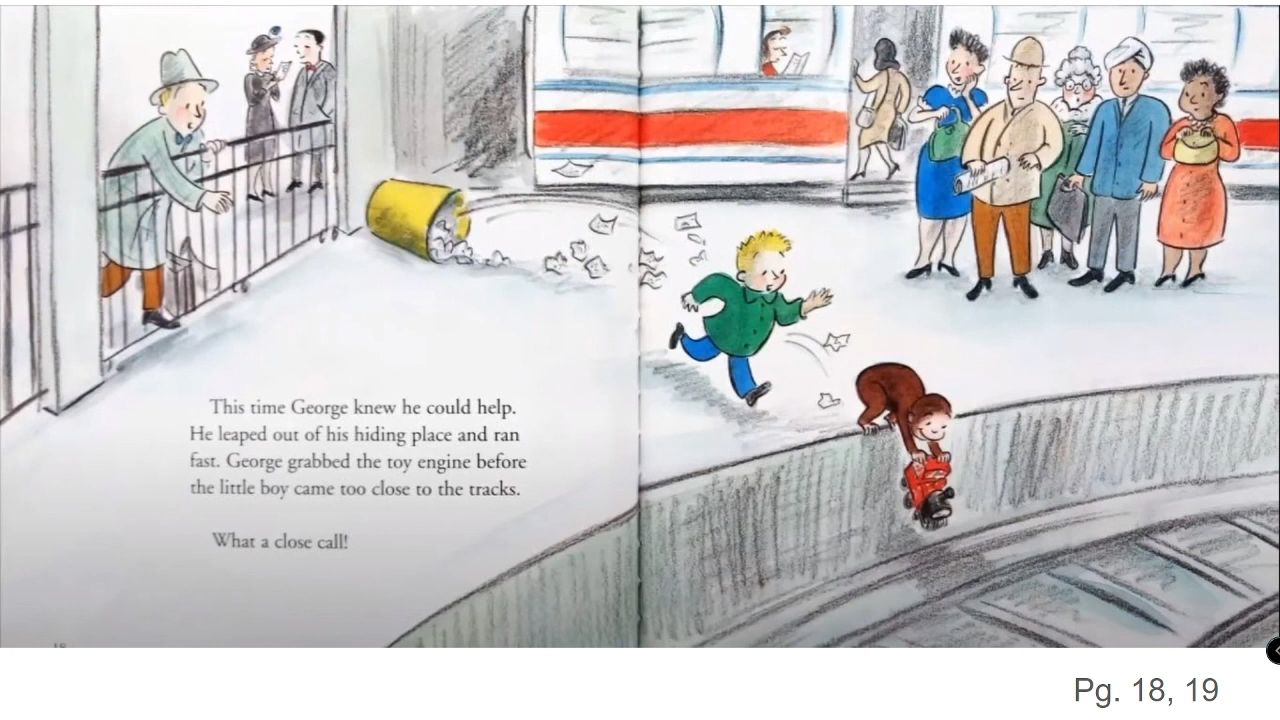 This time George knew he could help.
He leaped out of his hiding place and ran
fast. George grabbed the toy engine before
the little boy came too close to the tracks.
What a close call!
18
Pg. 18, 19